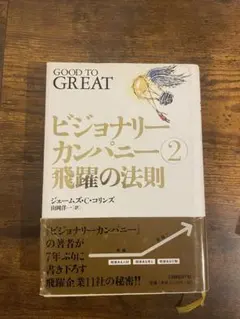 GOOD TO
GREAT
ビジョナリー
カンパニー②
飛躍の法則
ジェームズ・C・コリンズ
山岡洋一 訳
『ビジョナリーカンパニー』
の著者が
7年ぶりに
書き下ろす
飛躍企業11社の秘密!!